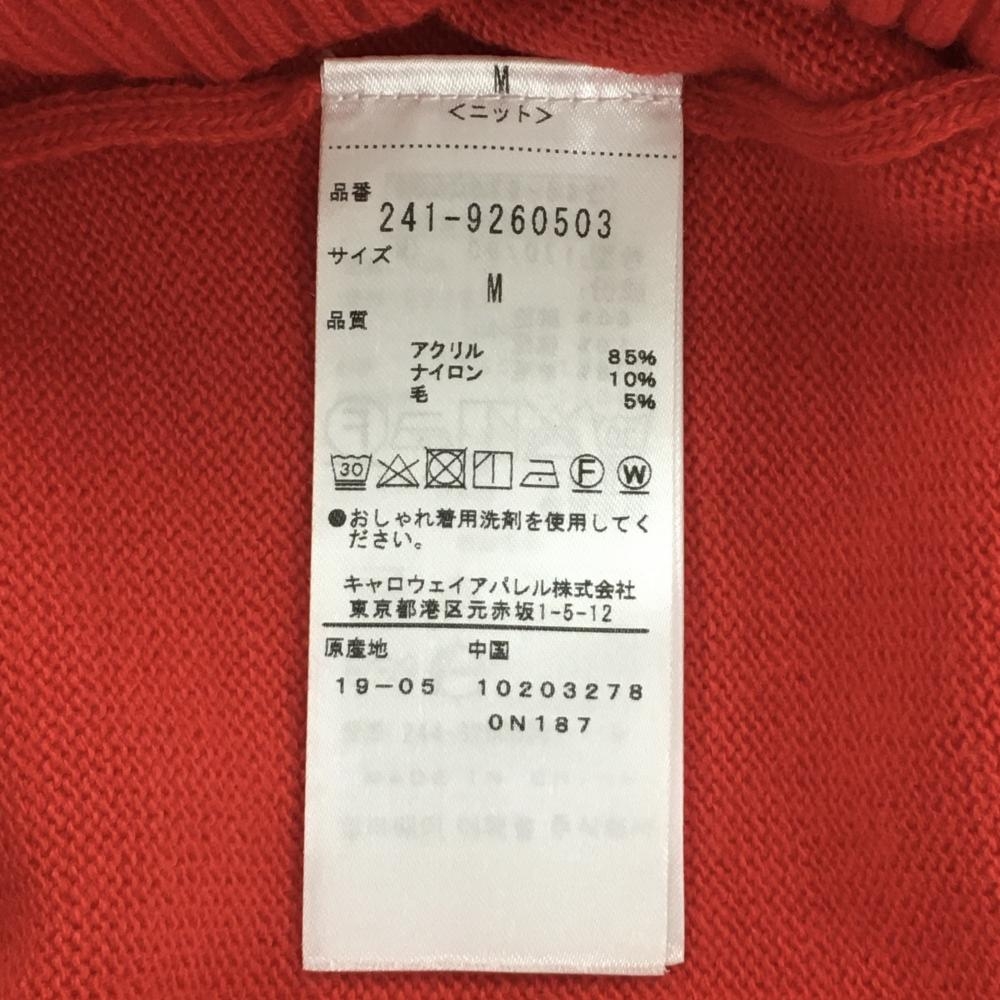 M
<ニット>
品番
241-9260503
サイズ
M
品質
アクリル 85%
ナイロン 10%
毛 5%
30 F W
●おしゃれ着用洗剤を使用してく
ださい。
キャロウェイアパレル株式会社
東京都港区元赤坂1-5-12
原産地 中国
19-05 10203278
ON187